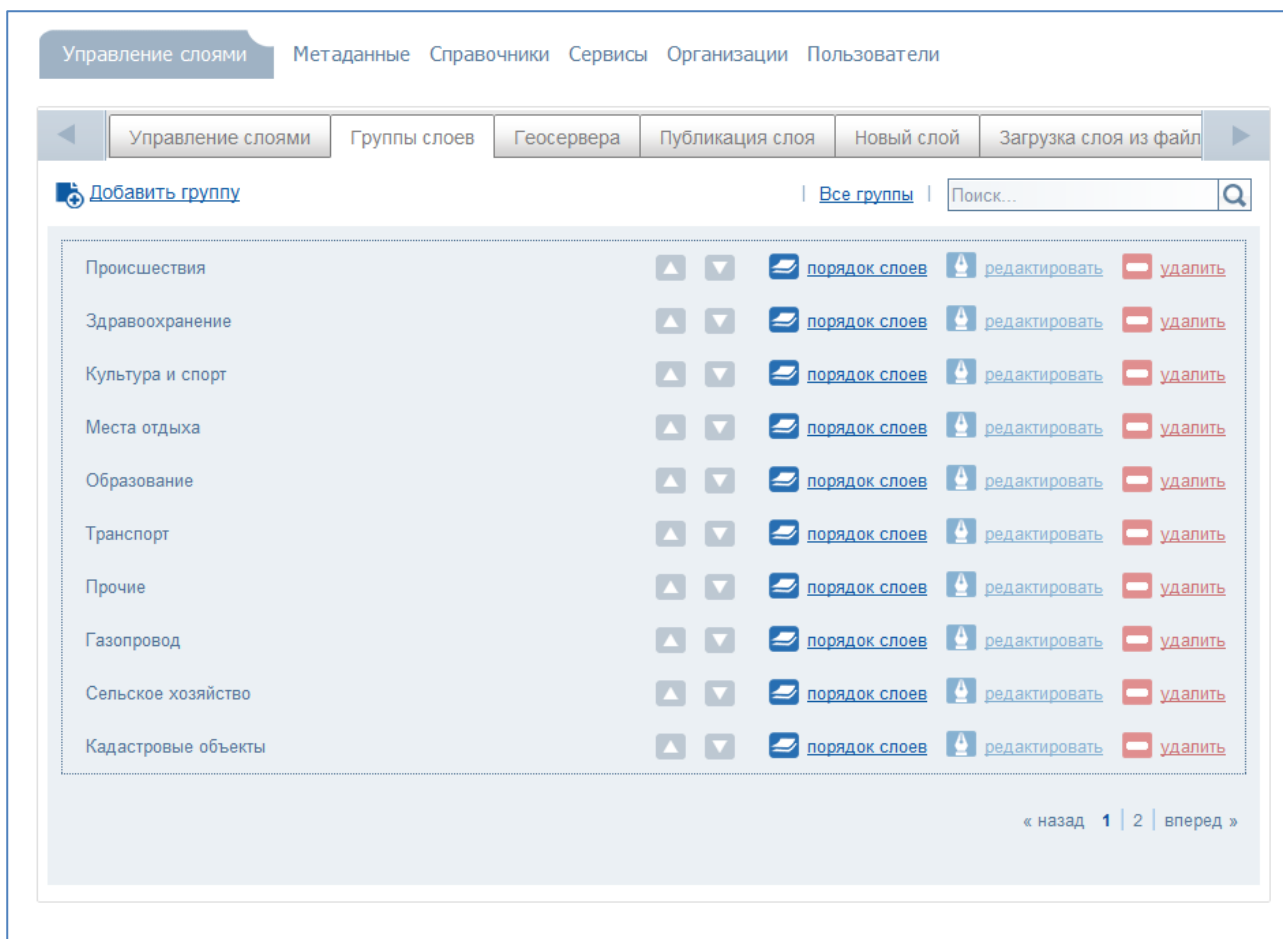 Управление слоями Метаданные Справочники Сервисы Организации Пользователи
Управление слоями Группы слоев Геосервера Публикация слоя Новый слой Загрузка слоя из файл
Добавить группу | Все группы | Поиск...
Происшествия порядок слоев редактировать удалить
Здравоохранение порядок слоев редактировать удалить
Культура и спорт порядок слоев редактировать удалить
Места отдыха порядок слоев редактировать удалить
Образование порядок слоев редактировать удалить
Транспорт порядок слоев редактировать удалить
Прочие порядок слоев редактировать удалить
Газопровод порядок слоев редактировать удалить
Сельское хозяйство порядок слоев редактировать удалить
Кадастровые объекты порядок слоев редактировать удалить
« назад 1 | 2 | вперед »